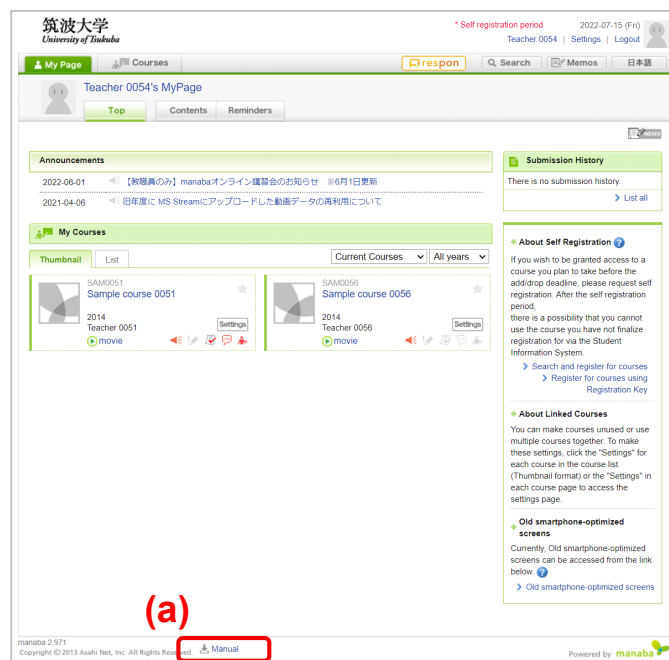 筑波大学
University of Tsukuba
* Self registration period
2022-07-15 (Fri)
Teacher 0054 | Settings | Logout
My Page
Courses
respon
Search
Memos
日本語
Teacher 0054's MyPage
Top
Contents
Reminders
MEMO
Announcements
2022-06-01 【教職員のみ】manabaオンライン講習会のお知らせ ※6月1日更新
2021-04-06 旧年度に MS Streamにアップロードした動画データの再利用について
My Courses
Thumbnail
List
Current Courses
All years
SAM0051
Sample course 0051
2014
Teacher 0051
Settings
movie
SAM0056
Sample course 0056
2014
Teacher 0056
Settings
movie
Submission History
There is no submission history.
List all
About Self Registration ?
If you wish to be granted access to a
course you plan to take before the
add/drop deadline, please request self
registration. After the self registration
period,
there is a possibility that you cannot
use the course you have not finalize
registration for via the Student
Information System.
Search and register for courses
Register for courses using
Registration Key
About Linked Courses
You can make courses unused or use
multiple courses together. To make
these settings, click the "Settings" for
each course in the course list
(Thumbnail format) or the "Settings" in
each course page to access the
settings page.
Old smartphone-optimized
screens
Currently, Old smartphone-optimized
screens can be accessed from the link
below. ?
Old smartphone-optimized screens
(a)
manaba 2.971
Copyright © 2013 Asahi Net, Inc. All Rights Reserved.
Manual
Powered by manaba